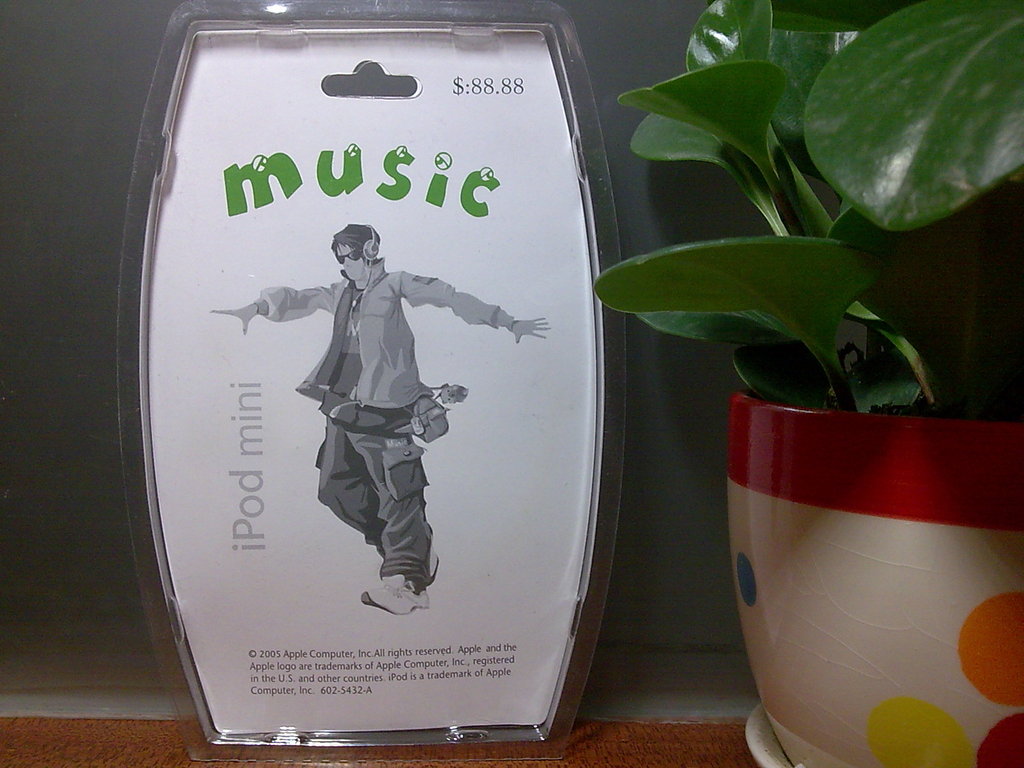 $:88.88
music
iPod mini
© 2005 Apple Computer, Inc.All rights reserved. Apple and the
Apple logo are trademarks of Apple Computer, Inc., registered
in the U.S. and other countries. iPod is a trademark of Apple
Computer, Inc. 602-5432-A